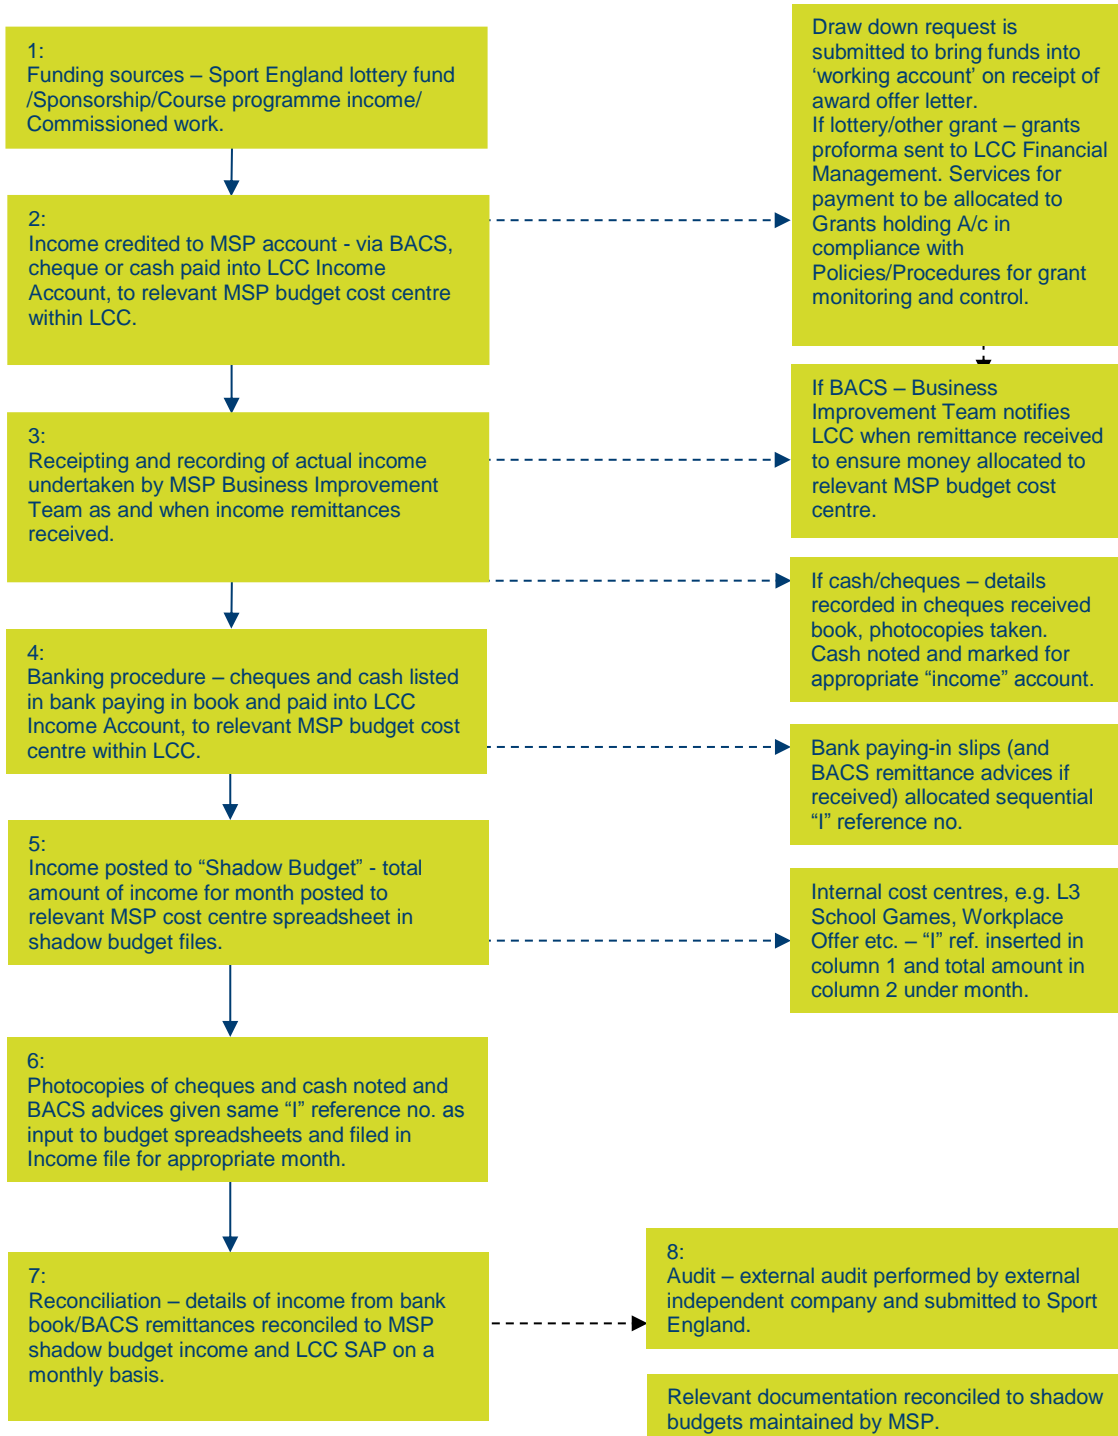 1:
Funding sources – Sport England lottery fund
/Sponsorship/Course programme income/
Commissioned work.
Draw down request is
submitted to bring funds into
‘working account’ on receipt of
award offer letter.
If lottery/other grant – grants
proforma sent to LCC Financial
Management. Services for
payment to be allocated to
Grants holding A/c in
compliance with
Policies/Procedures for grant
monitoring and control.
2:
Income credited to MSP account - via BACS,
cheque or cash paid into LCC Income
Account, to relevant MSP budget cost centre
within LCC.
If BACS – Business
Improvement Team notifies
LCC when remittance received
to ensure money allocated to
relevant MSP budget cost
centre.
3:
Receipting and recording of actual income
undertaken by MSP Business Improvement
Team as and when income remittances
received.
If cash/cheques – details
recorded in cheques received
book, photocopies taken.
Cash noted and marked for
appropriate “income” account.
4:
Banking procedure – cheques and cash listed
in bank paying in book and paid into LCC
Income Account, to relevant MSP budget cost
centre within LCC.
Bank paying-in slips (and
BACS remittance advices if
received) allocated sequential
“I” reference no.
5:
Income posted to “Shadow Budget” - total
amount of income for month posted to
relevant MSP cost centre spreadsheet in
shadow budget files.
Internal cost centres, e.g. L3
School Games, Workplace
Offer etc. – “I” ref. inserted in
column 1 and total amount in
column 2 under month.
6:
Photocopies of cheques and cash noted and
BACS advices given same “I” reference no. as
input to budget spreadsheets and filed in
Income file for appropriate month.
7:
Reconciliation – details of income from bank
book/BACS remittances reconciled to MSP
shadow budget income and LCC SAP on a
monthly basis.
8:
Audit – external audit performed by external
independent company and submitted to Sport
England.
Relevant documentation reconciled to shadow
budgets maintained by MSP.